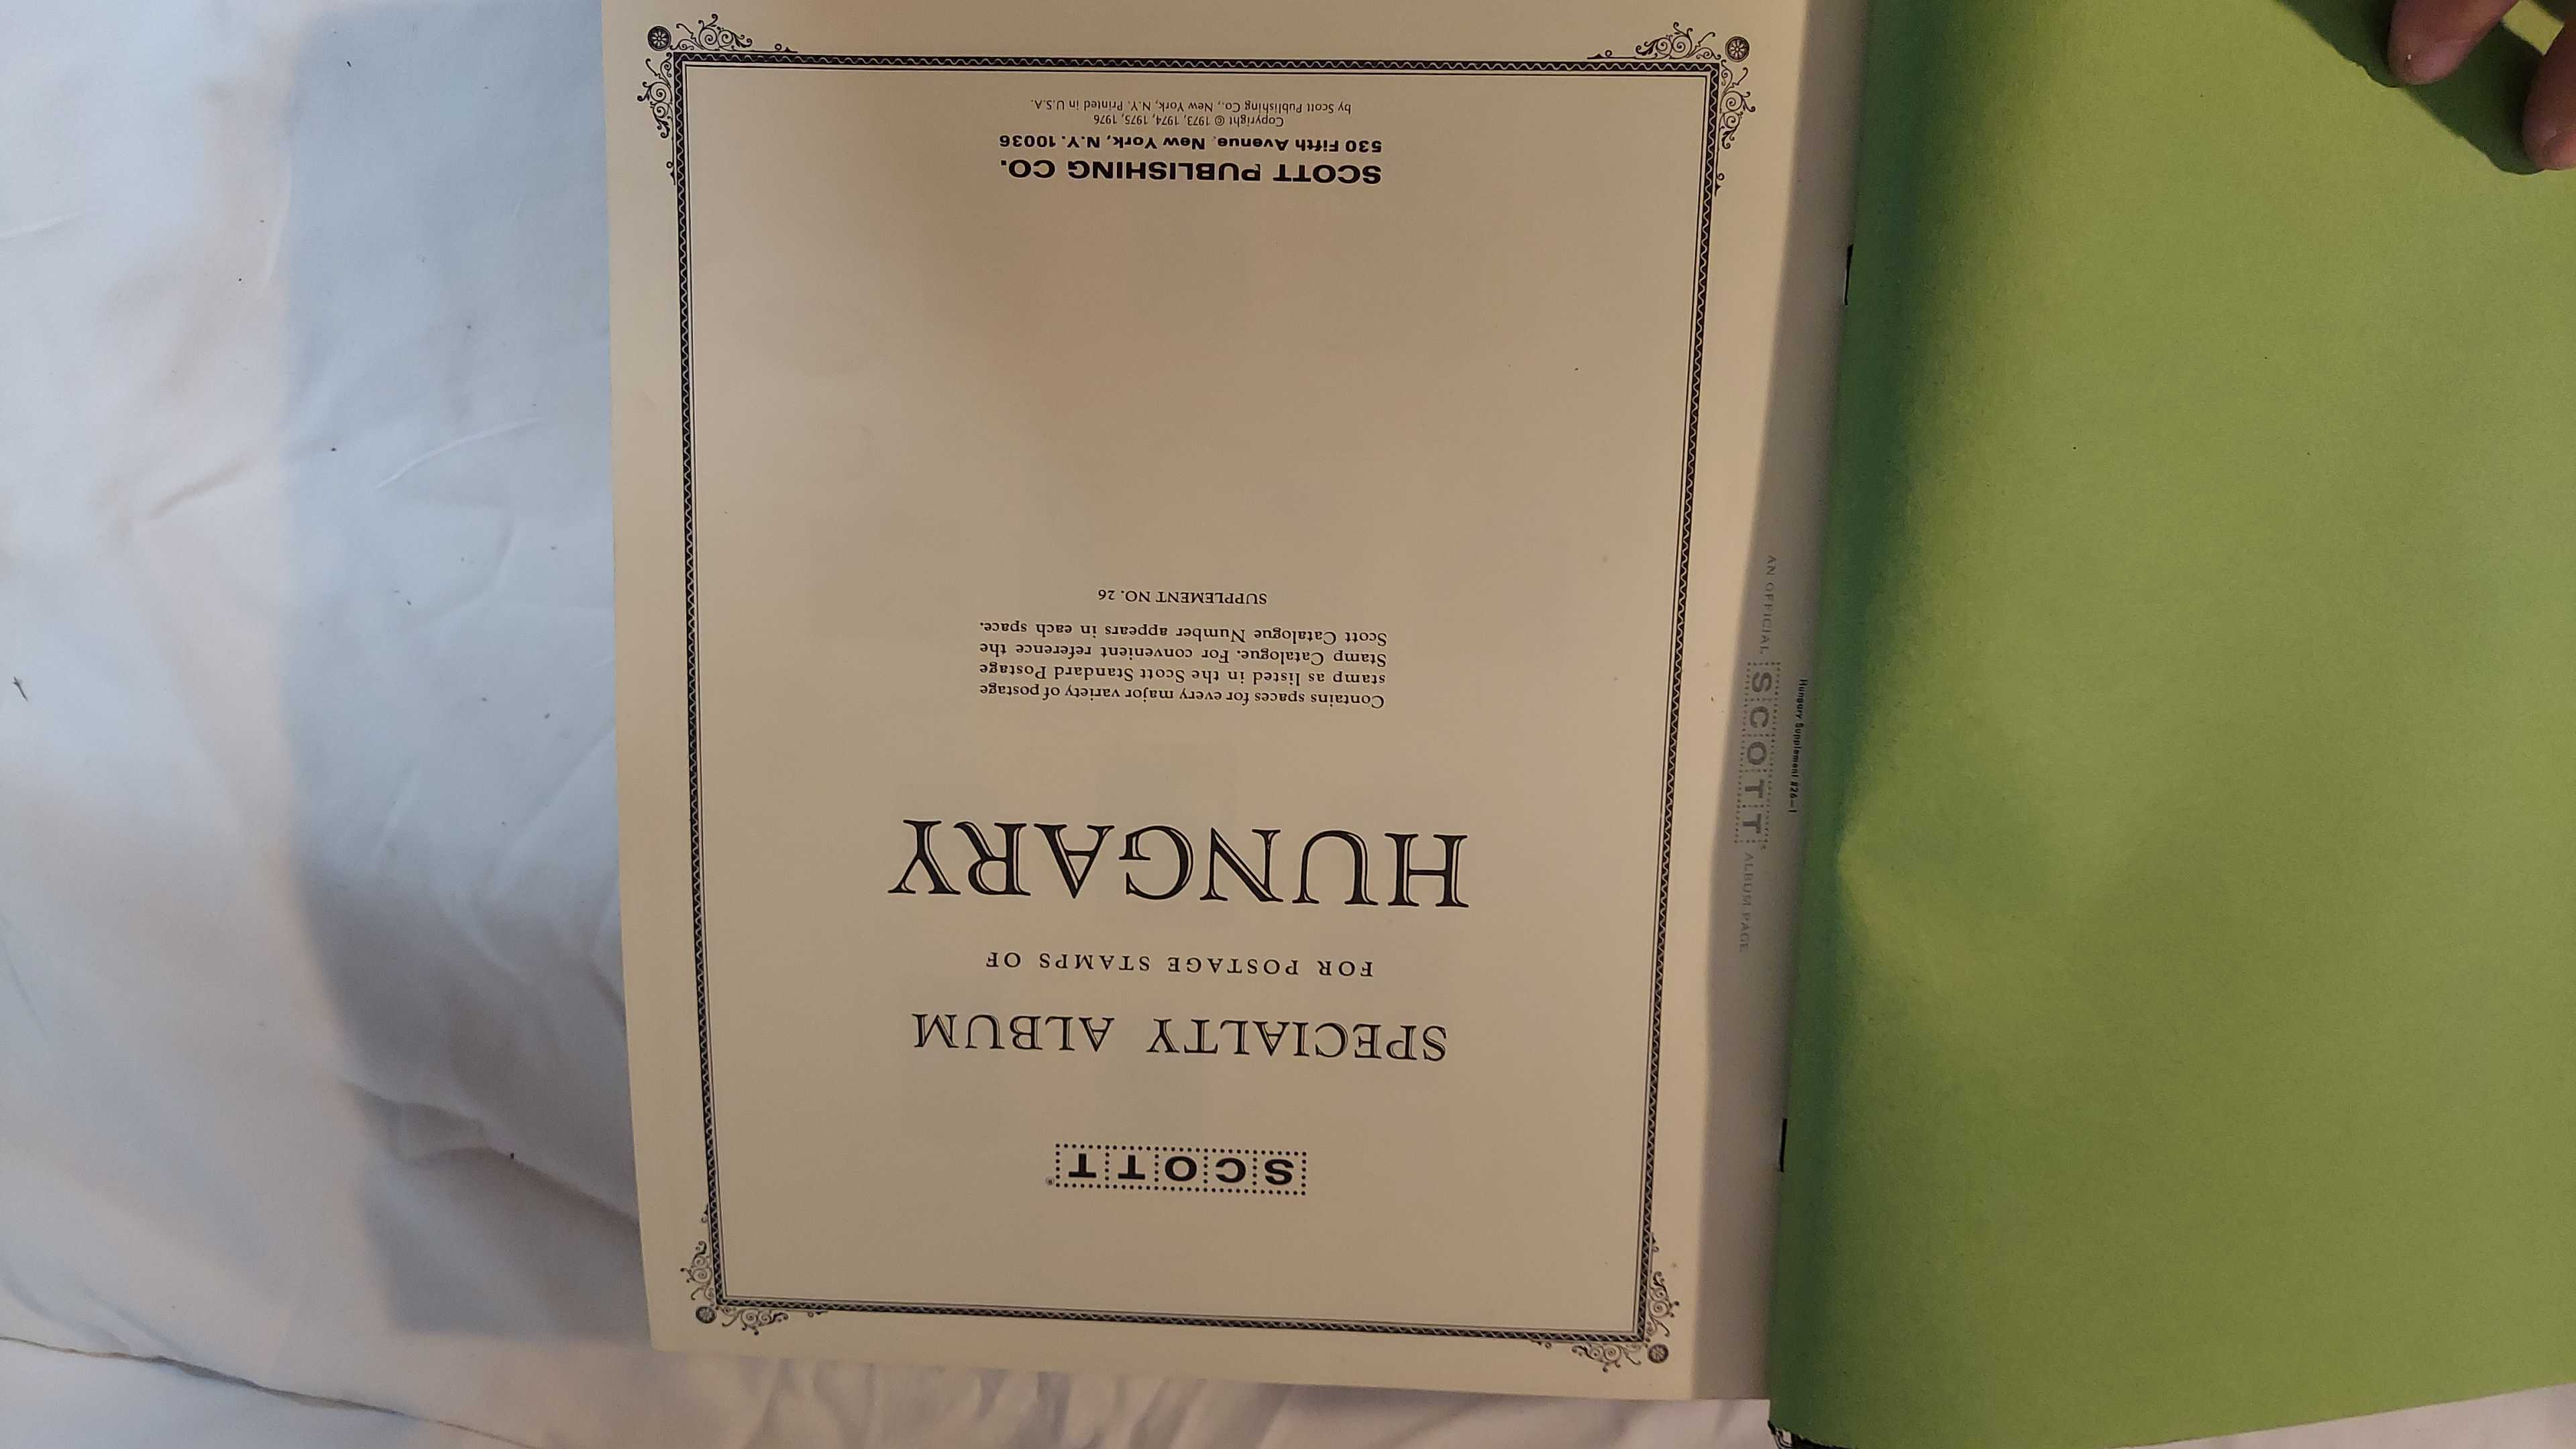 SCOTT®
SPECIALTY ALBUM
FOR POSTAGE STAMPS OF
HUNGARY
Contains spaces for every major variety of postage
stamp as listed in the Scott Standard Postage
Stamp Catalogue. For convenient reference the
Scott Catalogue Number appears in each space.
SUPPLEMENT NO. 26
SCOTT PUBLISHING CO.
530 Fifth Avenue, New York, N.Y. 10036
Copyright © 1973, 1974, 1975, 1976
by Scott Publishing Co., New York, N.Y. Printed in U.S.A.
AN OFFICIAL SCOTT® ALBUM PAGE
Hungary Supplement #26—1